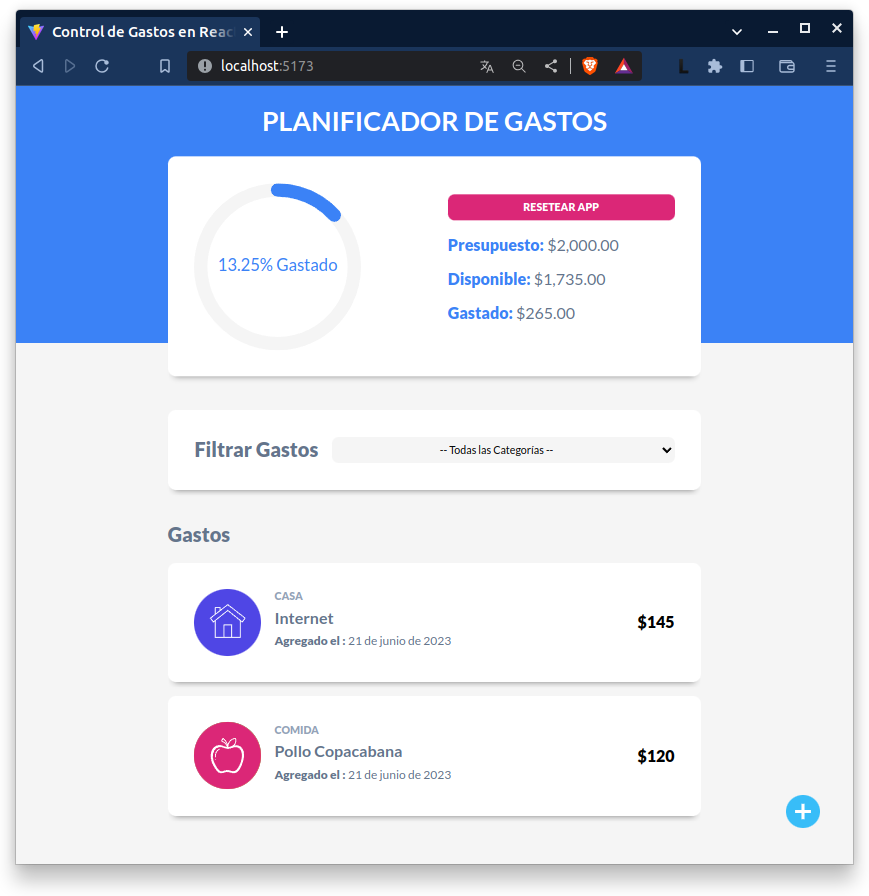 Control de Gastos en Reac
localhost:5173
PLANIFICADOR DE GASTOS
13.25% Gastado
RESETEAR APP
Presupuesto: $2,000.00
Disponible: $1,735.00
Gastado: $265.00
Filtrar Gastos
-- Todas las Categorías --
Gastos
CASA
Internet
Agregado el : 21 de junio de 2023
$145
COMIDA
Pollo Copacabana
Agregado el : 21 de junio de 2023
$120